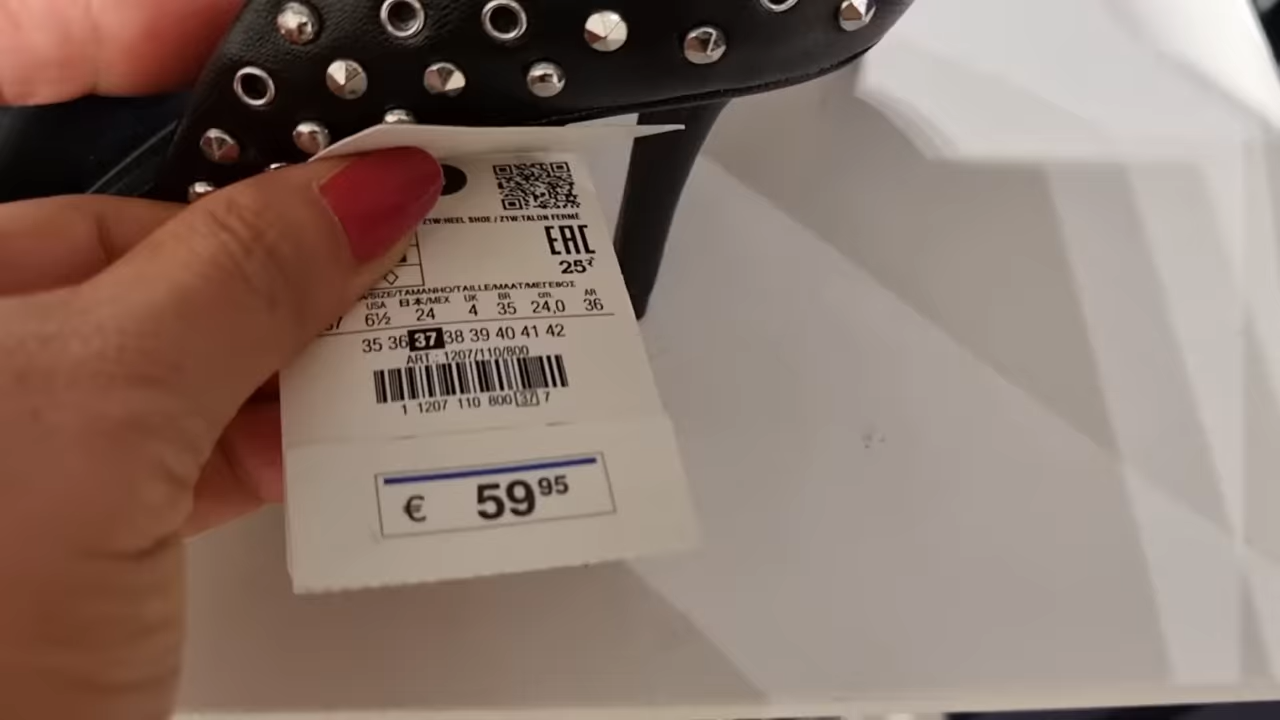 Z1W:HEEL SHOE / Z1W:TALON FERMÉ
EAC
25
/SIZE/TAMANHO/TAILLE/MAAT/ΜΕΓΕΘΟΣ
USA 日本/MEX UK BR cm. AR
6½ 24 4 35 24,0 36
35 36 37 38 39 40 41 42
ART.: 1207/110/800
1 1207 110 800 37 7
€ 59 95